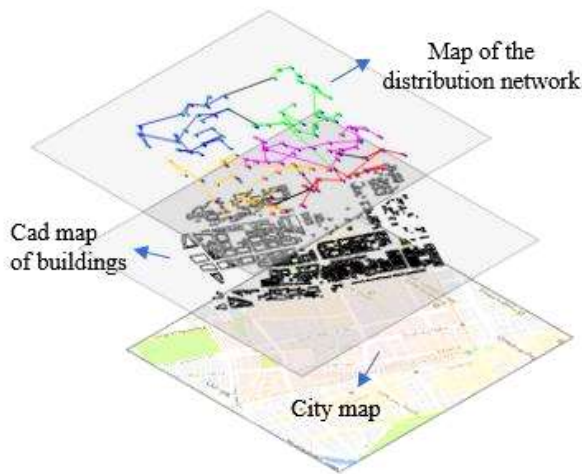 Map of the
distribution network
Cad map
of buildings
City map